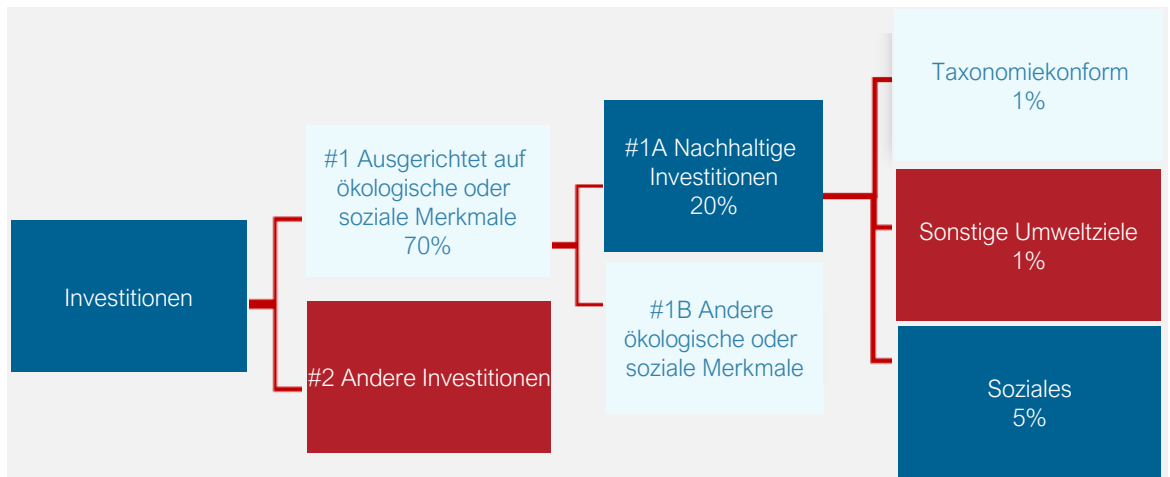 Investitionen
#1 Ausgerichtet auf
ökologische oder
soziale Merkmale
70%
#2 Andere Investitionen
#1A Nachhaltige
Investitionen
20%
#1B Andere
ökologische oder
soziale Merkmale
Taxonomiekonform
1%
Sonstige Umweltziele
1%
Soziales
5%